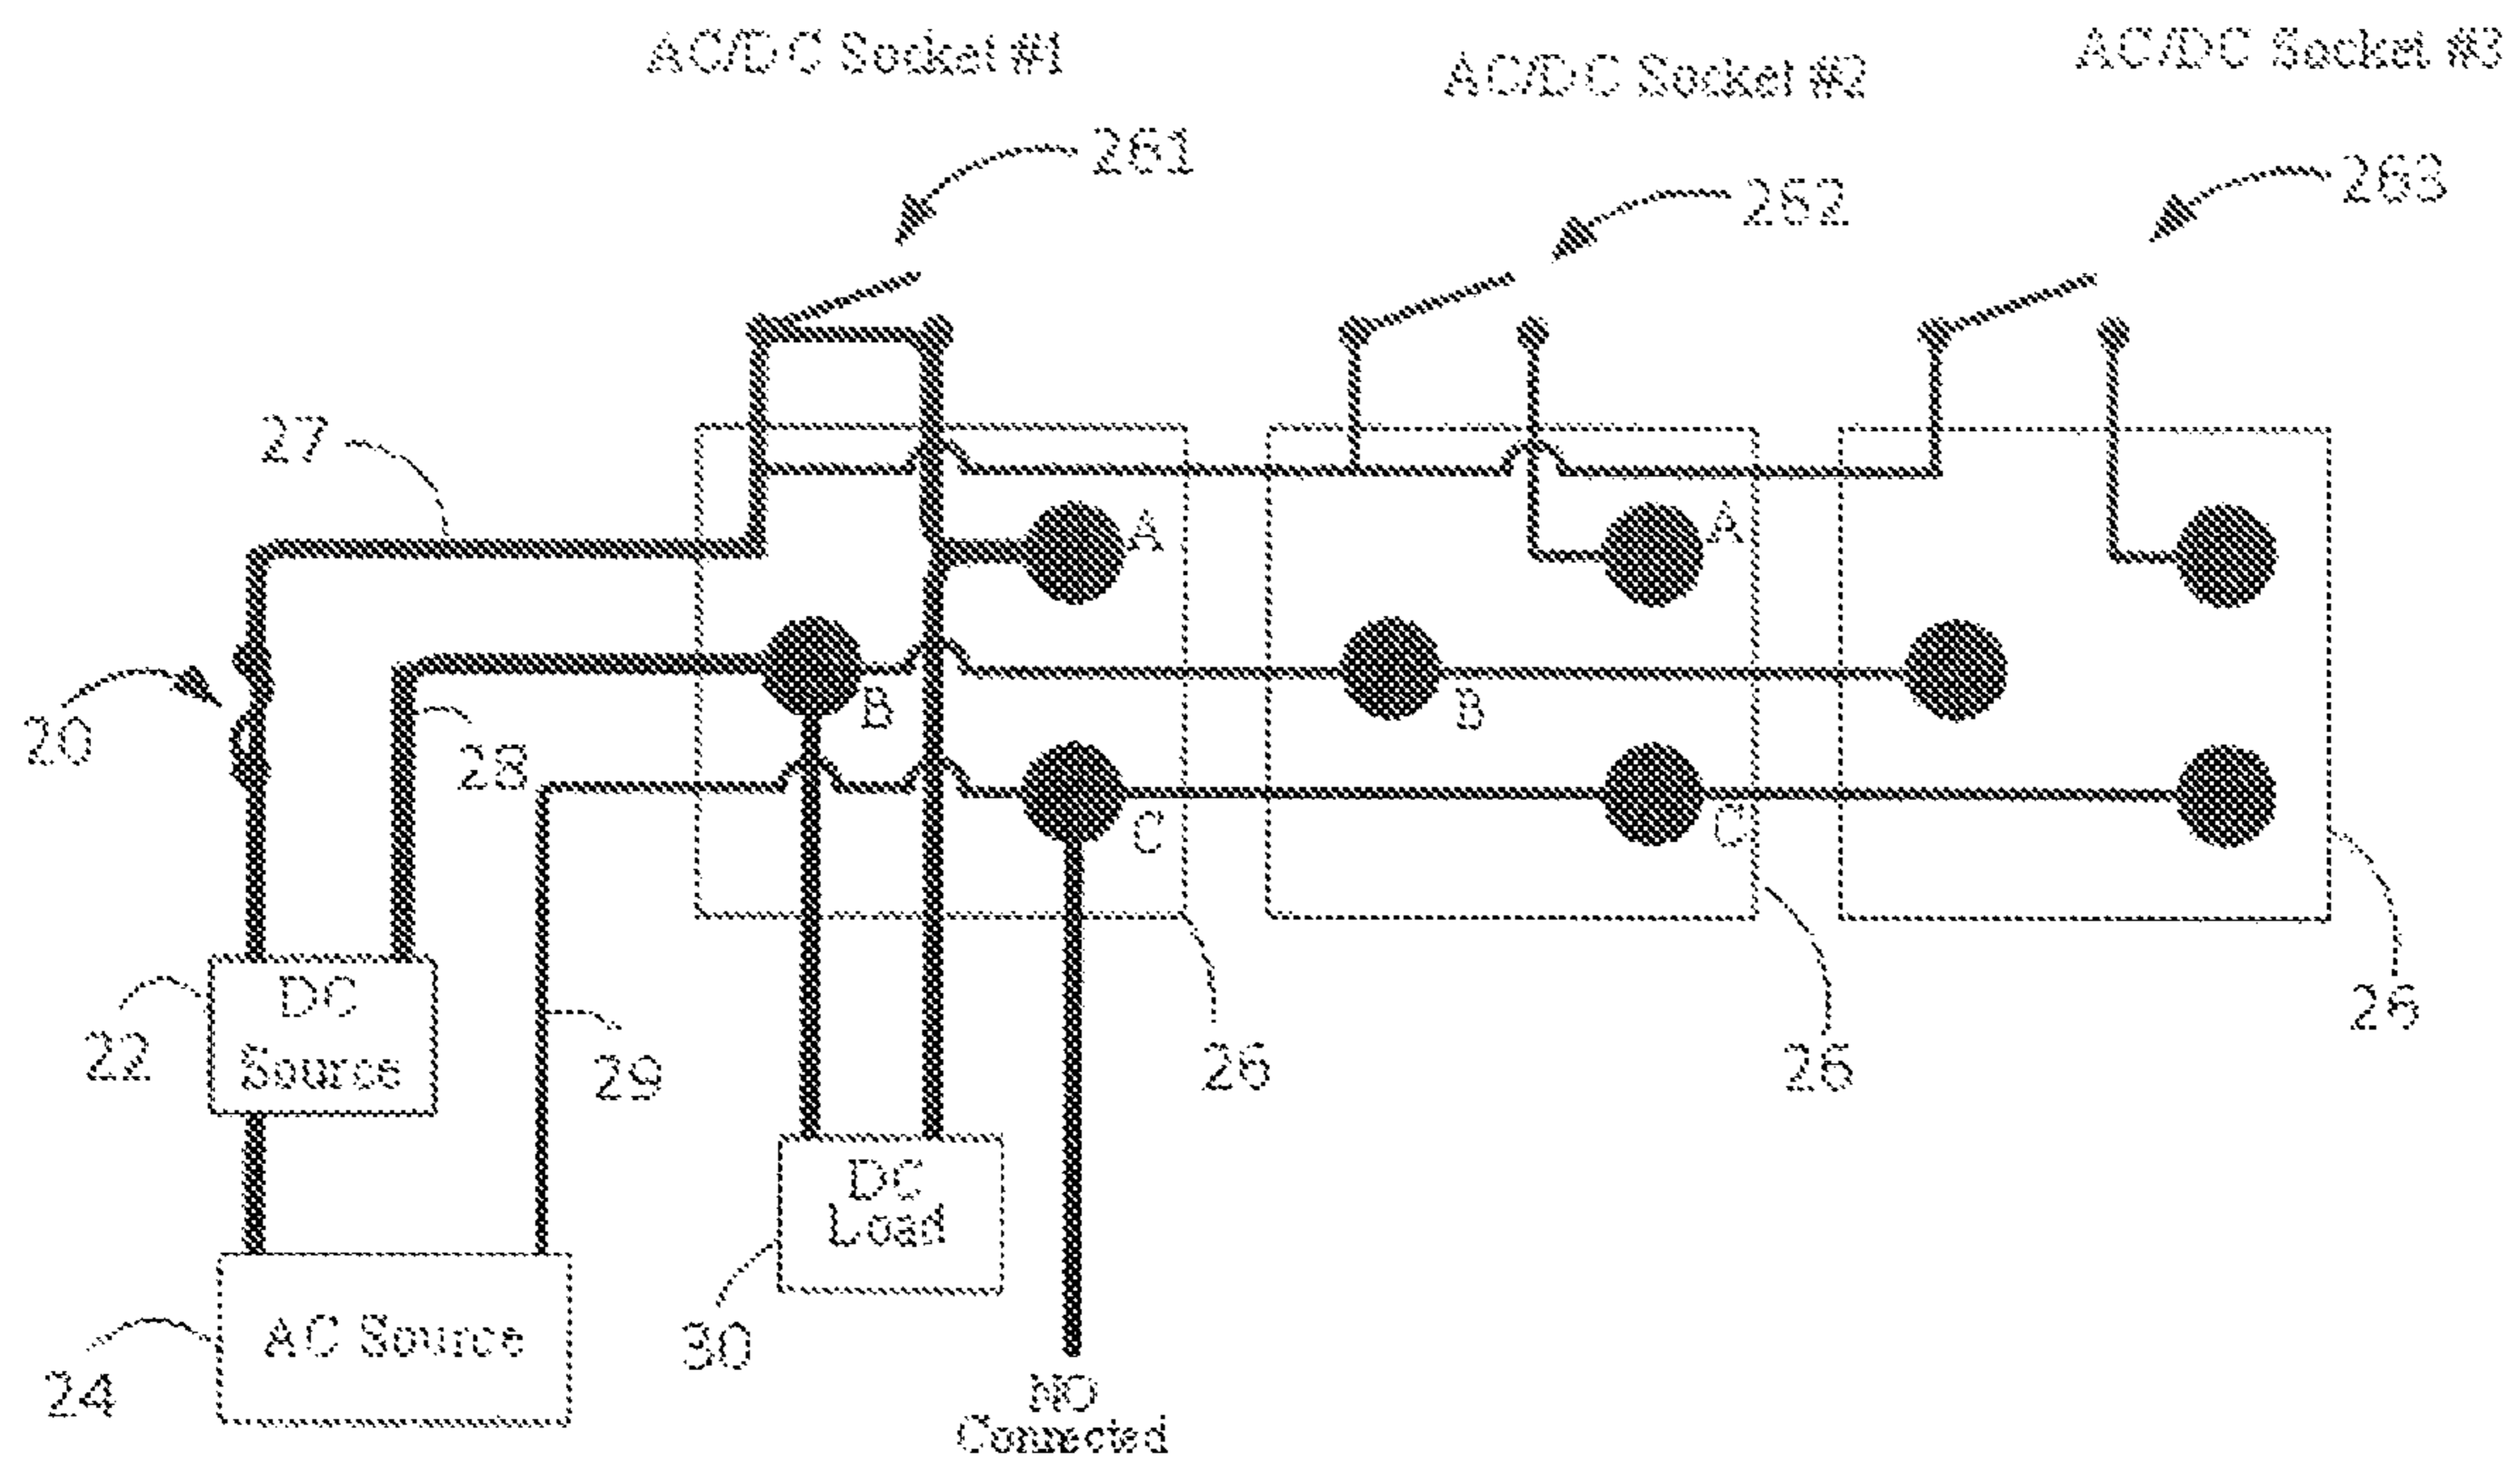 AC/DC Socket #1
AC/DC Socket #2
AC/DC Socket #3
261
262
263
27
A
A
20
28
B
B
C
C
DC
Source
22
29
26
26
26
DC
Load
AC Source
30
24
NO
Connected